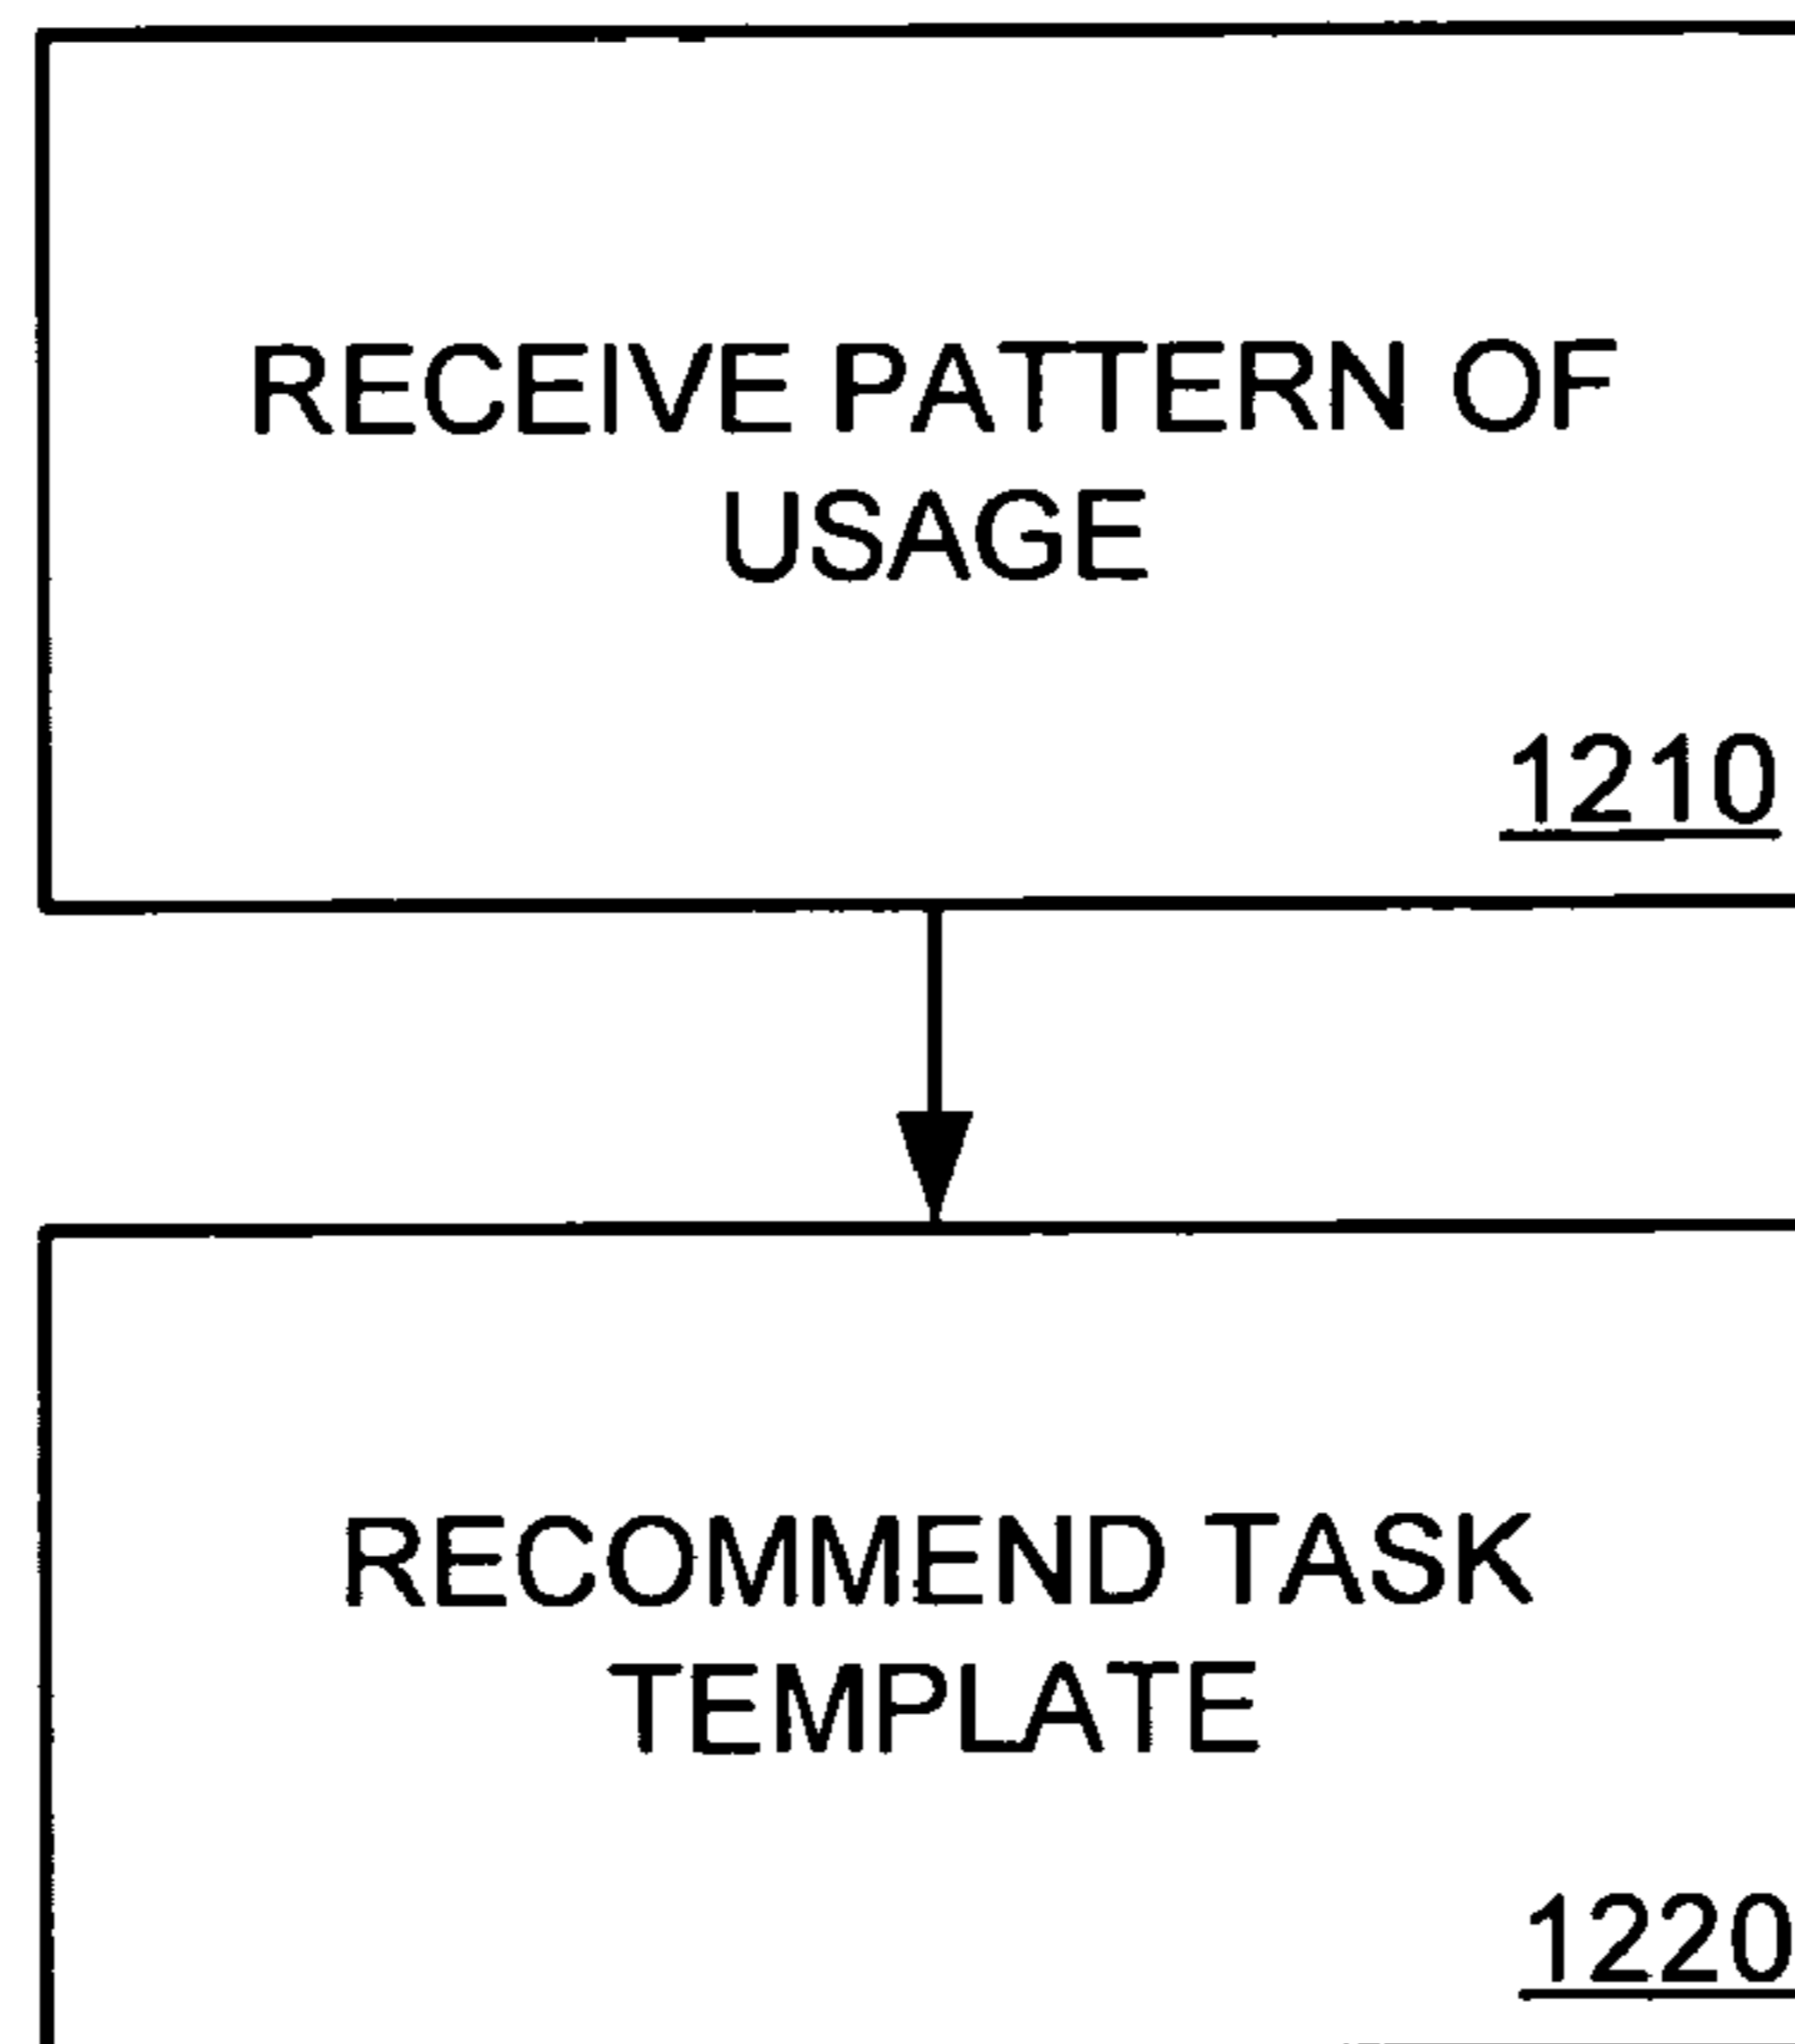 RECEIVE PATTERN OF
USAGE
1210
RECOMMEND TASK
TEMPLATE
1220